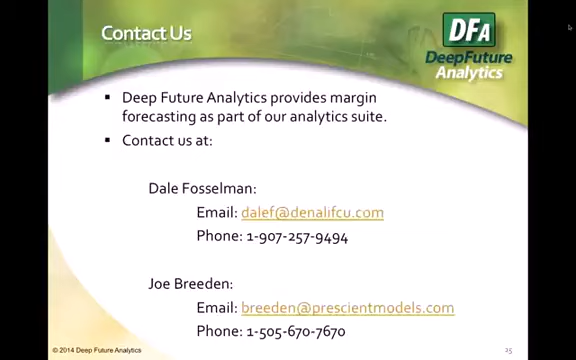 Contact Us
DFA
DeepFuture
Analytics
▪ Deep Future Analytics provides margin
forecasting as part of our analytics suite.
▪ Contact us at:
Dale Fosselman:
Email: dalef@denalifcu.com
Phone: 1-907-257-9494
Joe Breeden:
Email: breeden@prescientmodels.com
Phone: 1-505-670-7670
© 2014 Deep Future Analytics
25